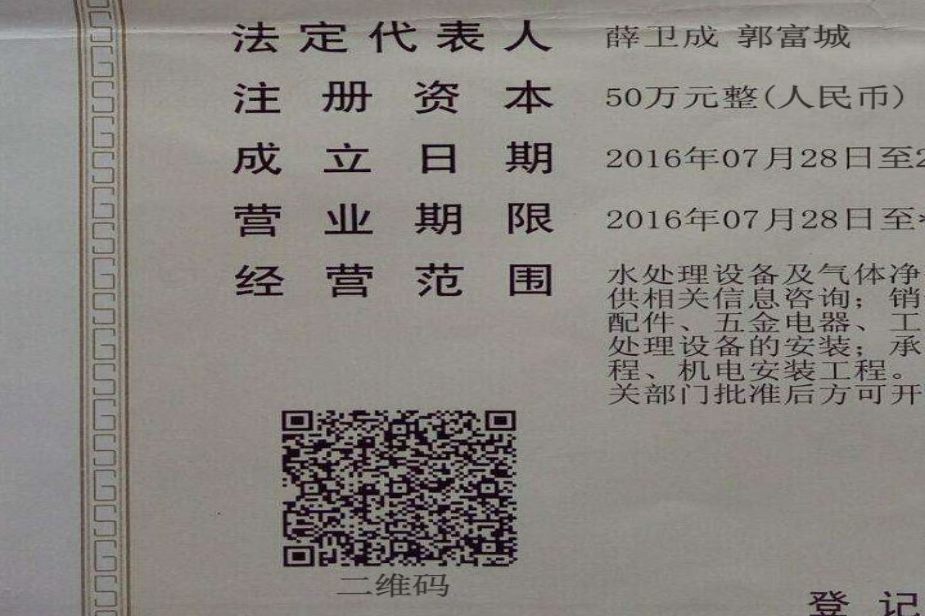 法定代表人 薛卫成 郭富城
注册资本 50万元整(人民币)
成立日期 2016年07月28日至2
营业期限 2016年07月28日至*
经营范围 水处理设备及气体净
供相关信息咨询；销
配件、五金电器、工
处理设备的安装；承
程、机电安装工程。
关部门批准后方可开
二维码
登记